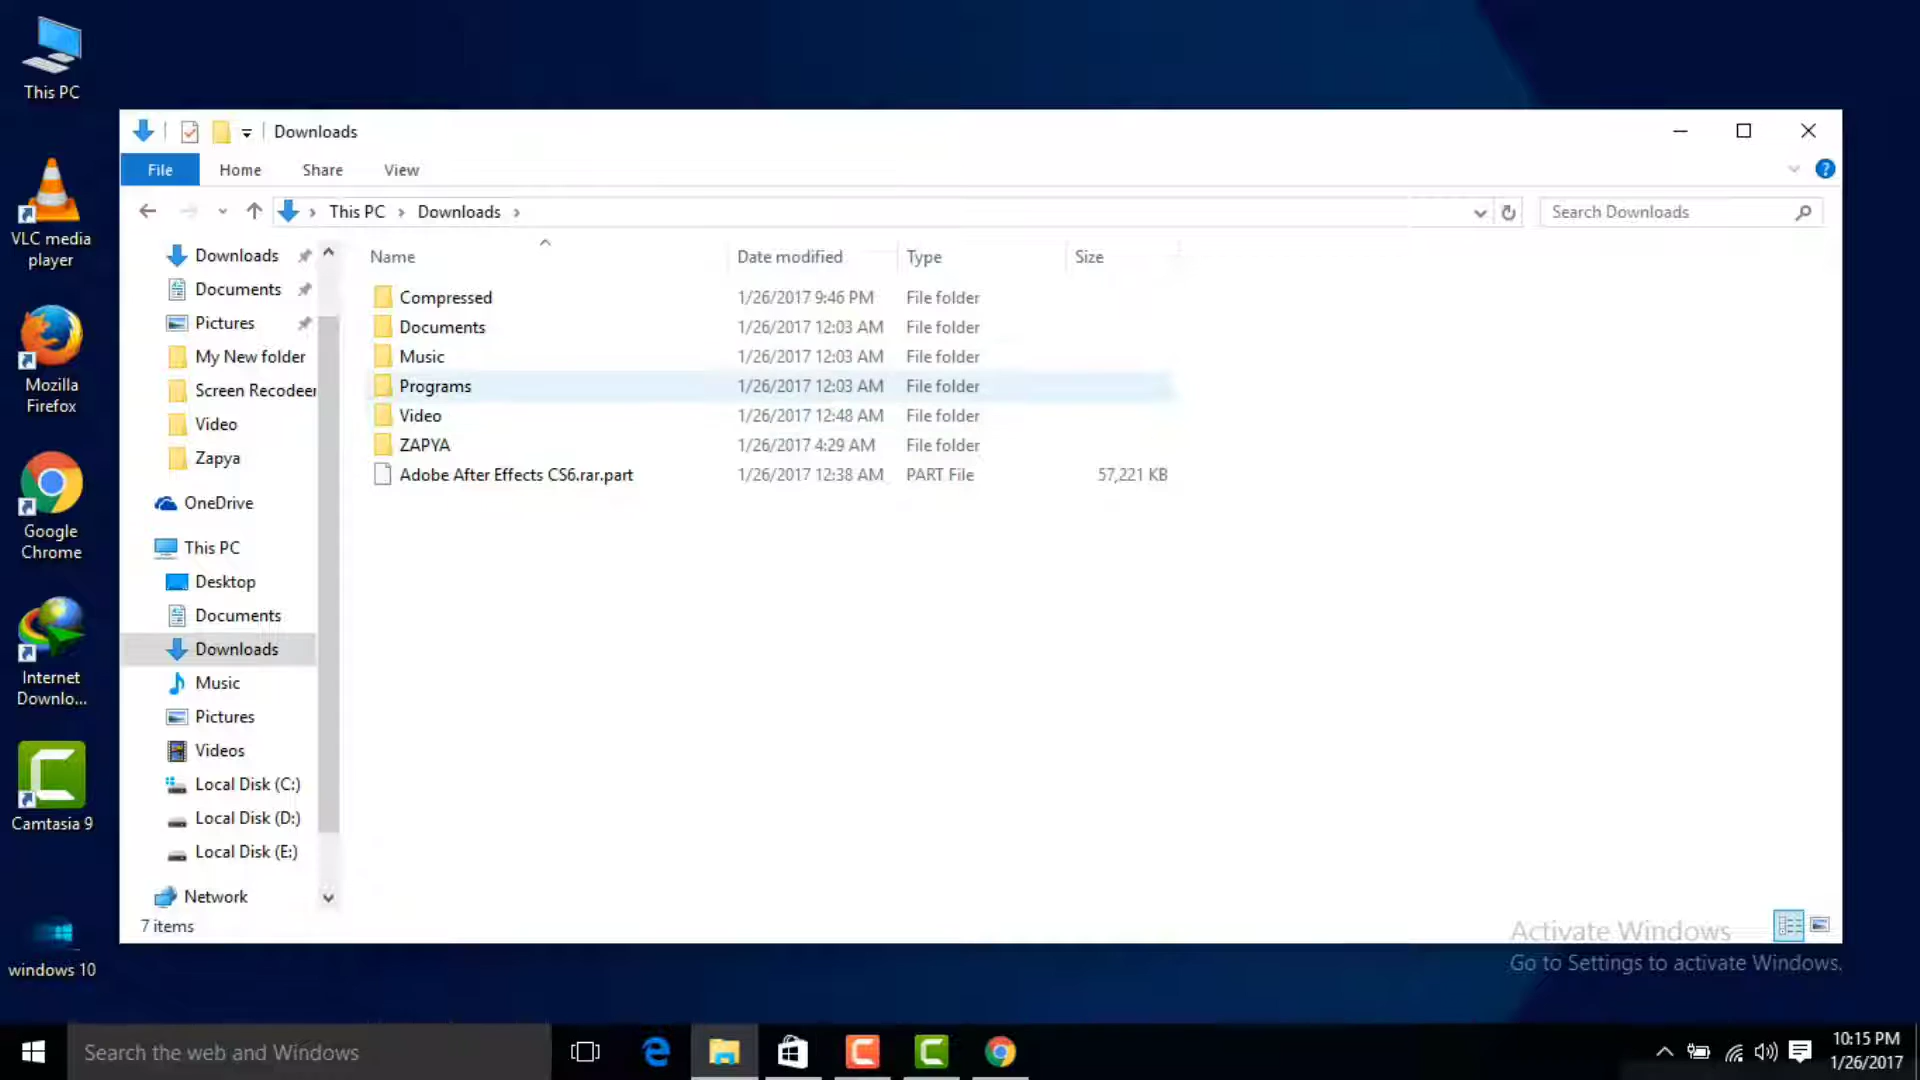 This PC
VLC media
player
Mozilla
Firefox
Google
Chrome
Internet
Downlo...
Camtasia 9
windows 10
Downloads
File Home Share View
This PC > Downloads >
Search Downloads
Downloads
Documents
Pictures
My New folder
Screen Recodeer
Video
Zapya
OneDrive
This PC
Desktop
Documents
Downloads
Music
Pictures
Videos
Local Disk (C:)
Local Disk (D:)
Local Disk (E:)
Network
Name Date modified Type Size
Compressed 1/26/2017 9:46 PM File folder
Documents 1/26/2017 12:03 AM File folder
Music 1/26/2017 12:03 AM File folder
Programs 1/26/2017 12:03 AM File folder
Video 1/26/2017 12:48 AM File folder
ZAPYA 1/26/2017 4:29 AM File folder
Adobe After Effects CS6.rar.part 1/26/2017 12:38 AM PART File 57,221 KB
7 items
Activate Windows
Go to Settings to activate Windows.
Search the web and Windows
10:15 PM
1/26/2017